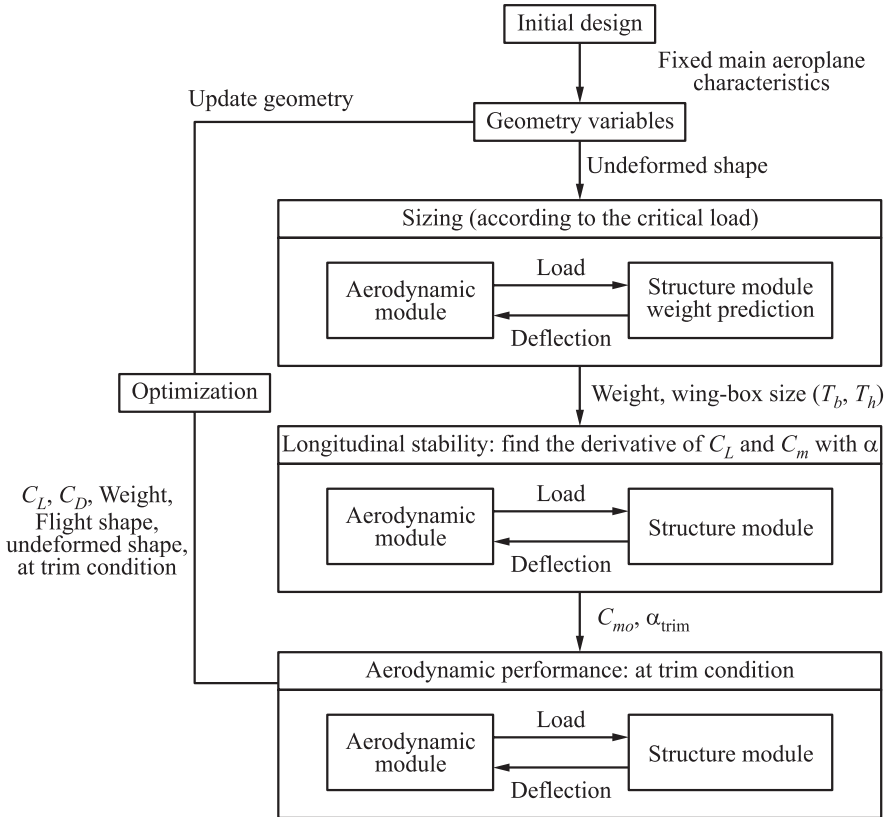 Initial design
Fixed main aeroplane
characteristics
Update geometry
Geometry variables
Undeformed shape
Sizing (according to the critical load)
Aerodynamic
module
Load
Deflection
Structure module
weight prediction
Optimization
Weight, wing-box size (T_b, T_h)
Longitudinal stability: find the derivative of C_L and C_m with α
Aerodynamic
module
Load
Deflection
Structure module
C_L, C_D, Weight,
Flight shape,
undeformed shape,
at trim condition
C_mo, α_trim
Aerodynamic performance: at trim condition
Aerodynamic
module
Load
Deflection
Structure module